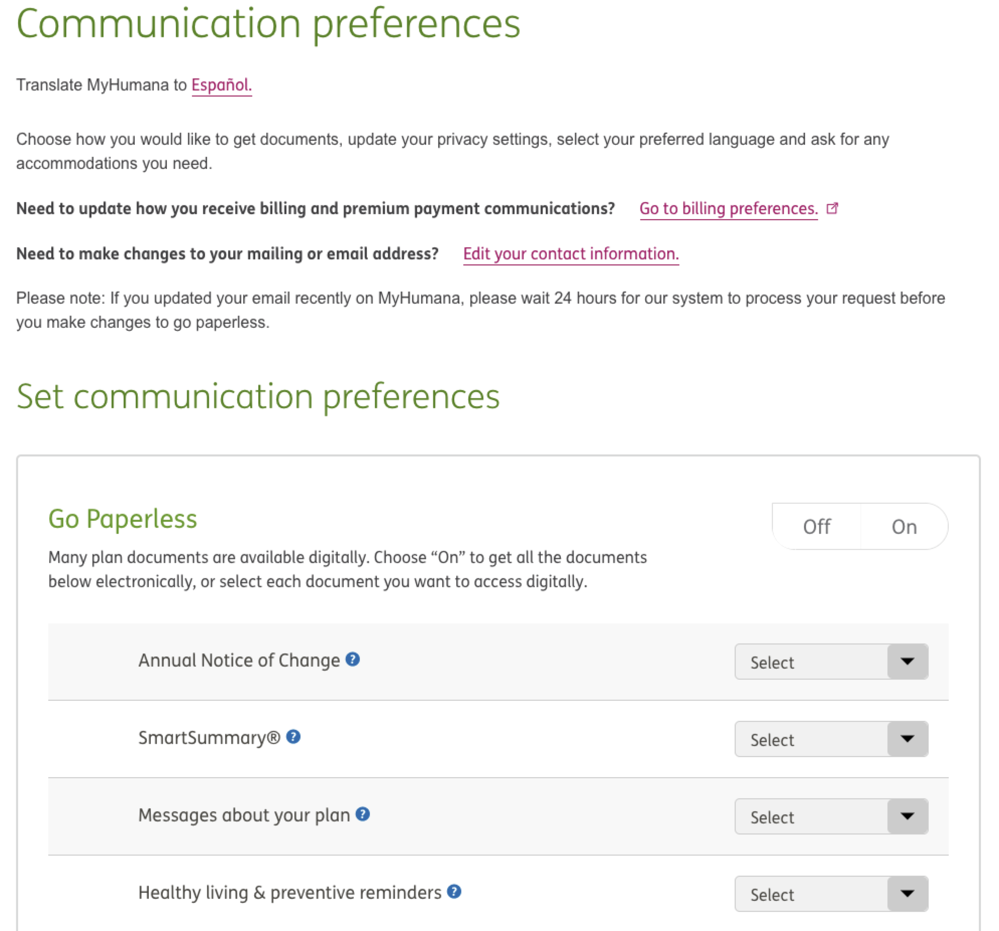 Communication preferences
Translate MyHumana to Español.
Choose how you would like to get documents, update your privacy settings, select your preferred language and ask for any
accommodations you need.
Need to update how you receive billing and premium payment communications? Go to billing preferences.
Need to make changes to your mailing or email address? Edit your contact information.
Please note: If you updated your email recently on MyHumana, please wait 24 hours for our system to process your request before
you make changes to go paperless.
Set communication preferences
Go Paperless
Off On
Many plan documents are available digitally. Choose “On” to get all the documents
below electronically, or select each document you want to access digitally.
Annual Notice of Change ? Select
SmartSummary® ? Select
Messages about your plan ? Select
Healthy living & preventive reminders ? Select